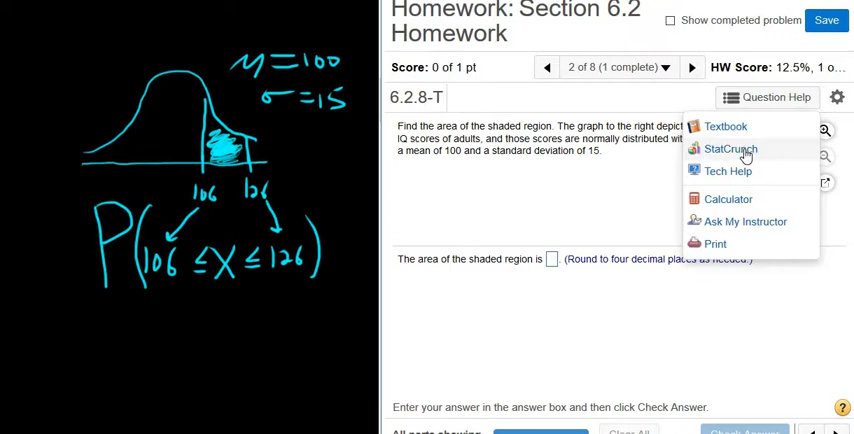 μ = 100
σ = 15
106 126
P(106 ≤ X ≤ 126)
Homework: Section 6.2
Homework
Show completed problem
Save
Score: 0 of 1 pt
2 of 8 (1 complete)
HW Score: 12.5%, 1 o...
6.2.8-T
Question Help
Find the area of the shaded region. The graph to the right depic
IQ scores of adults, and those scores are normally distributed wit
a mean of 100 and a standard deviation of 15.
Textbook
StatCrunch
Tech Help
Calculator
Ask My Instructor
Print
The area of the shaded region is . (Round to four decimal places as needed.)
Enter your answer in the answer box and then click Check Answer.
?
All parts showing
Clear All
Check Answer